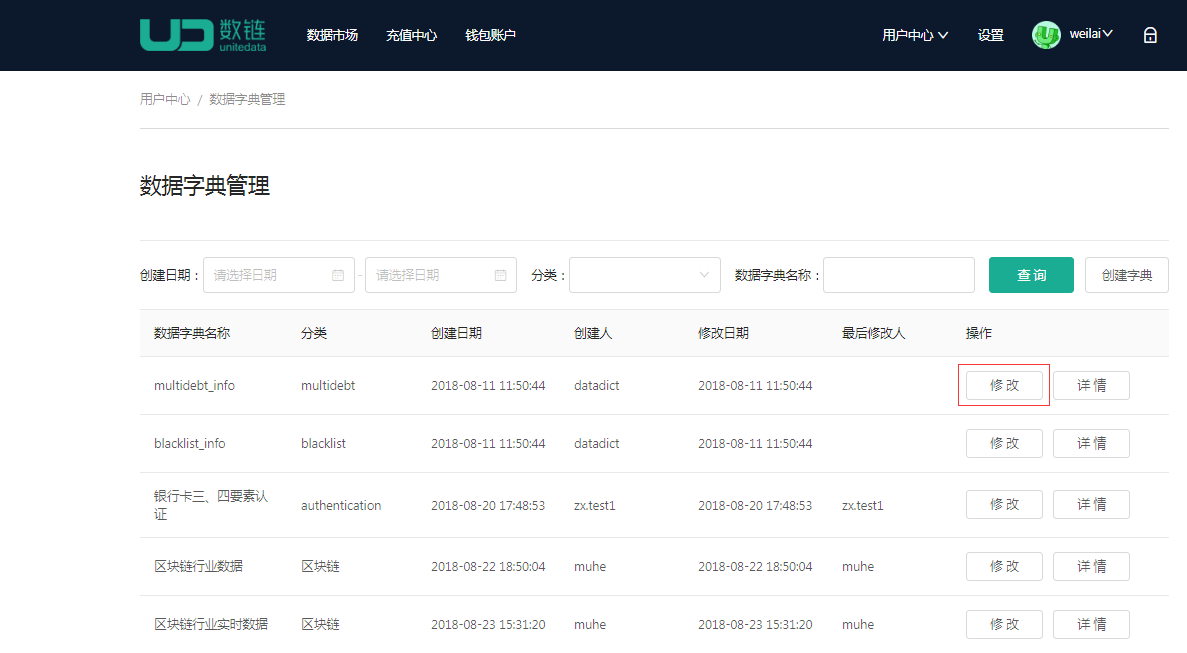 数链
unitedata
数据市场 充值中心 钱包账户 用户中心 设置 weilai
用户中心 / 数据字典管理
数据字典管理
创建日期： 请选择日期 - 请选择日期 分类： 数据字典名称： 查 询 创建字典
数据字典名称 分类 创建日期 创建人 修改日期 最后修改人 操作
multidebt_info multidebt 2018-08-11 11:50:44 datadict 2018-08-11 11:50:44 修 改 详 情
blacklist_info blacklist 2018-08-11 11:50:44 datadict 2018-08-11 11:50:44 修 改 详 情
银行卡三、四要素认
证 authentication 2018-08-20 17:48:53 zx.test1 2018-08-20 17:48:53 zx.test1 修 改 详 情
区块链行业数据 区块链 2018-08-22 18:50:04 muhe 2018-08-22 18:50:04 muhe 修 改 详 情
区块链行业实时数据 区块链 2018-08-23 15:31:20 muhe 2018-08-23 15:31:20 muhe 修 改 详 情